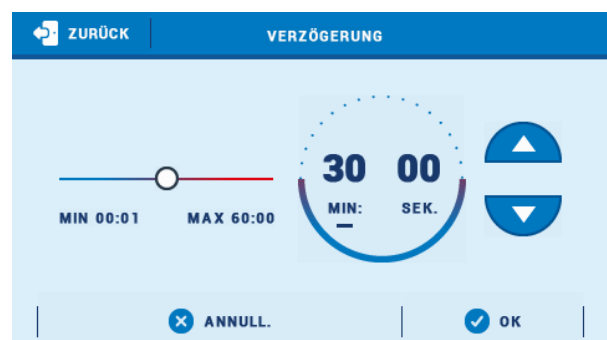 ZURÜCK VERZÖGERUNG
30 00
MIN: SEK.
MIN 00:01 MAX 60:00
ANNULL. OK